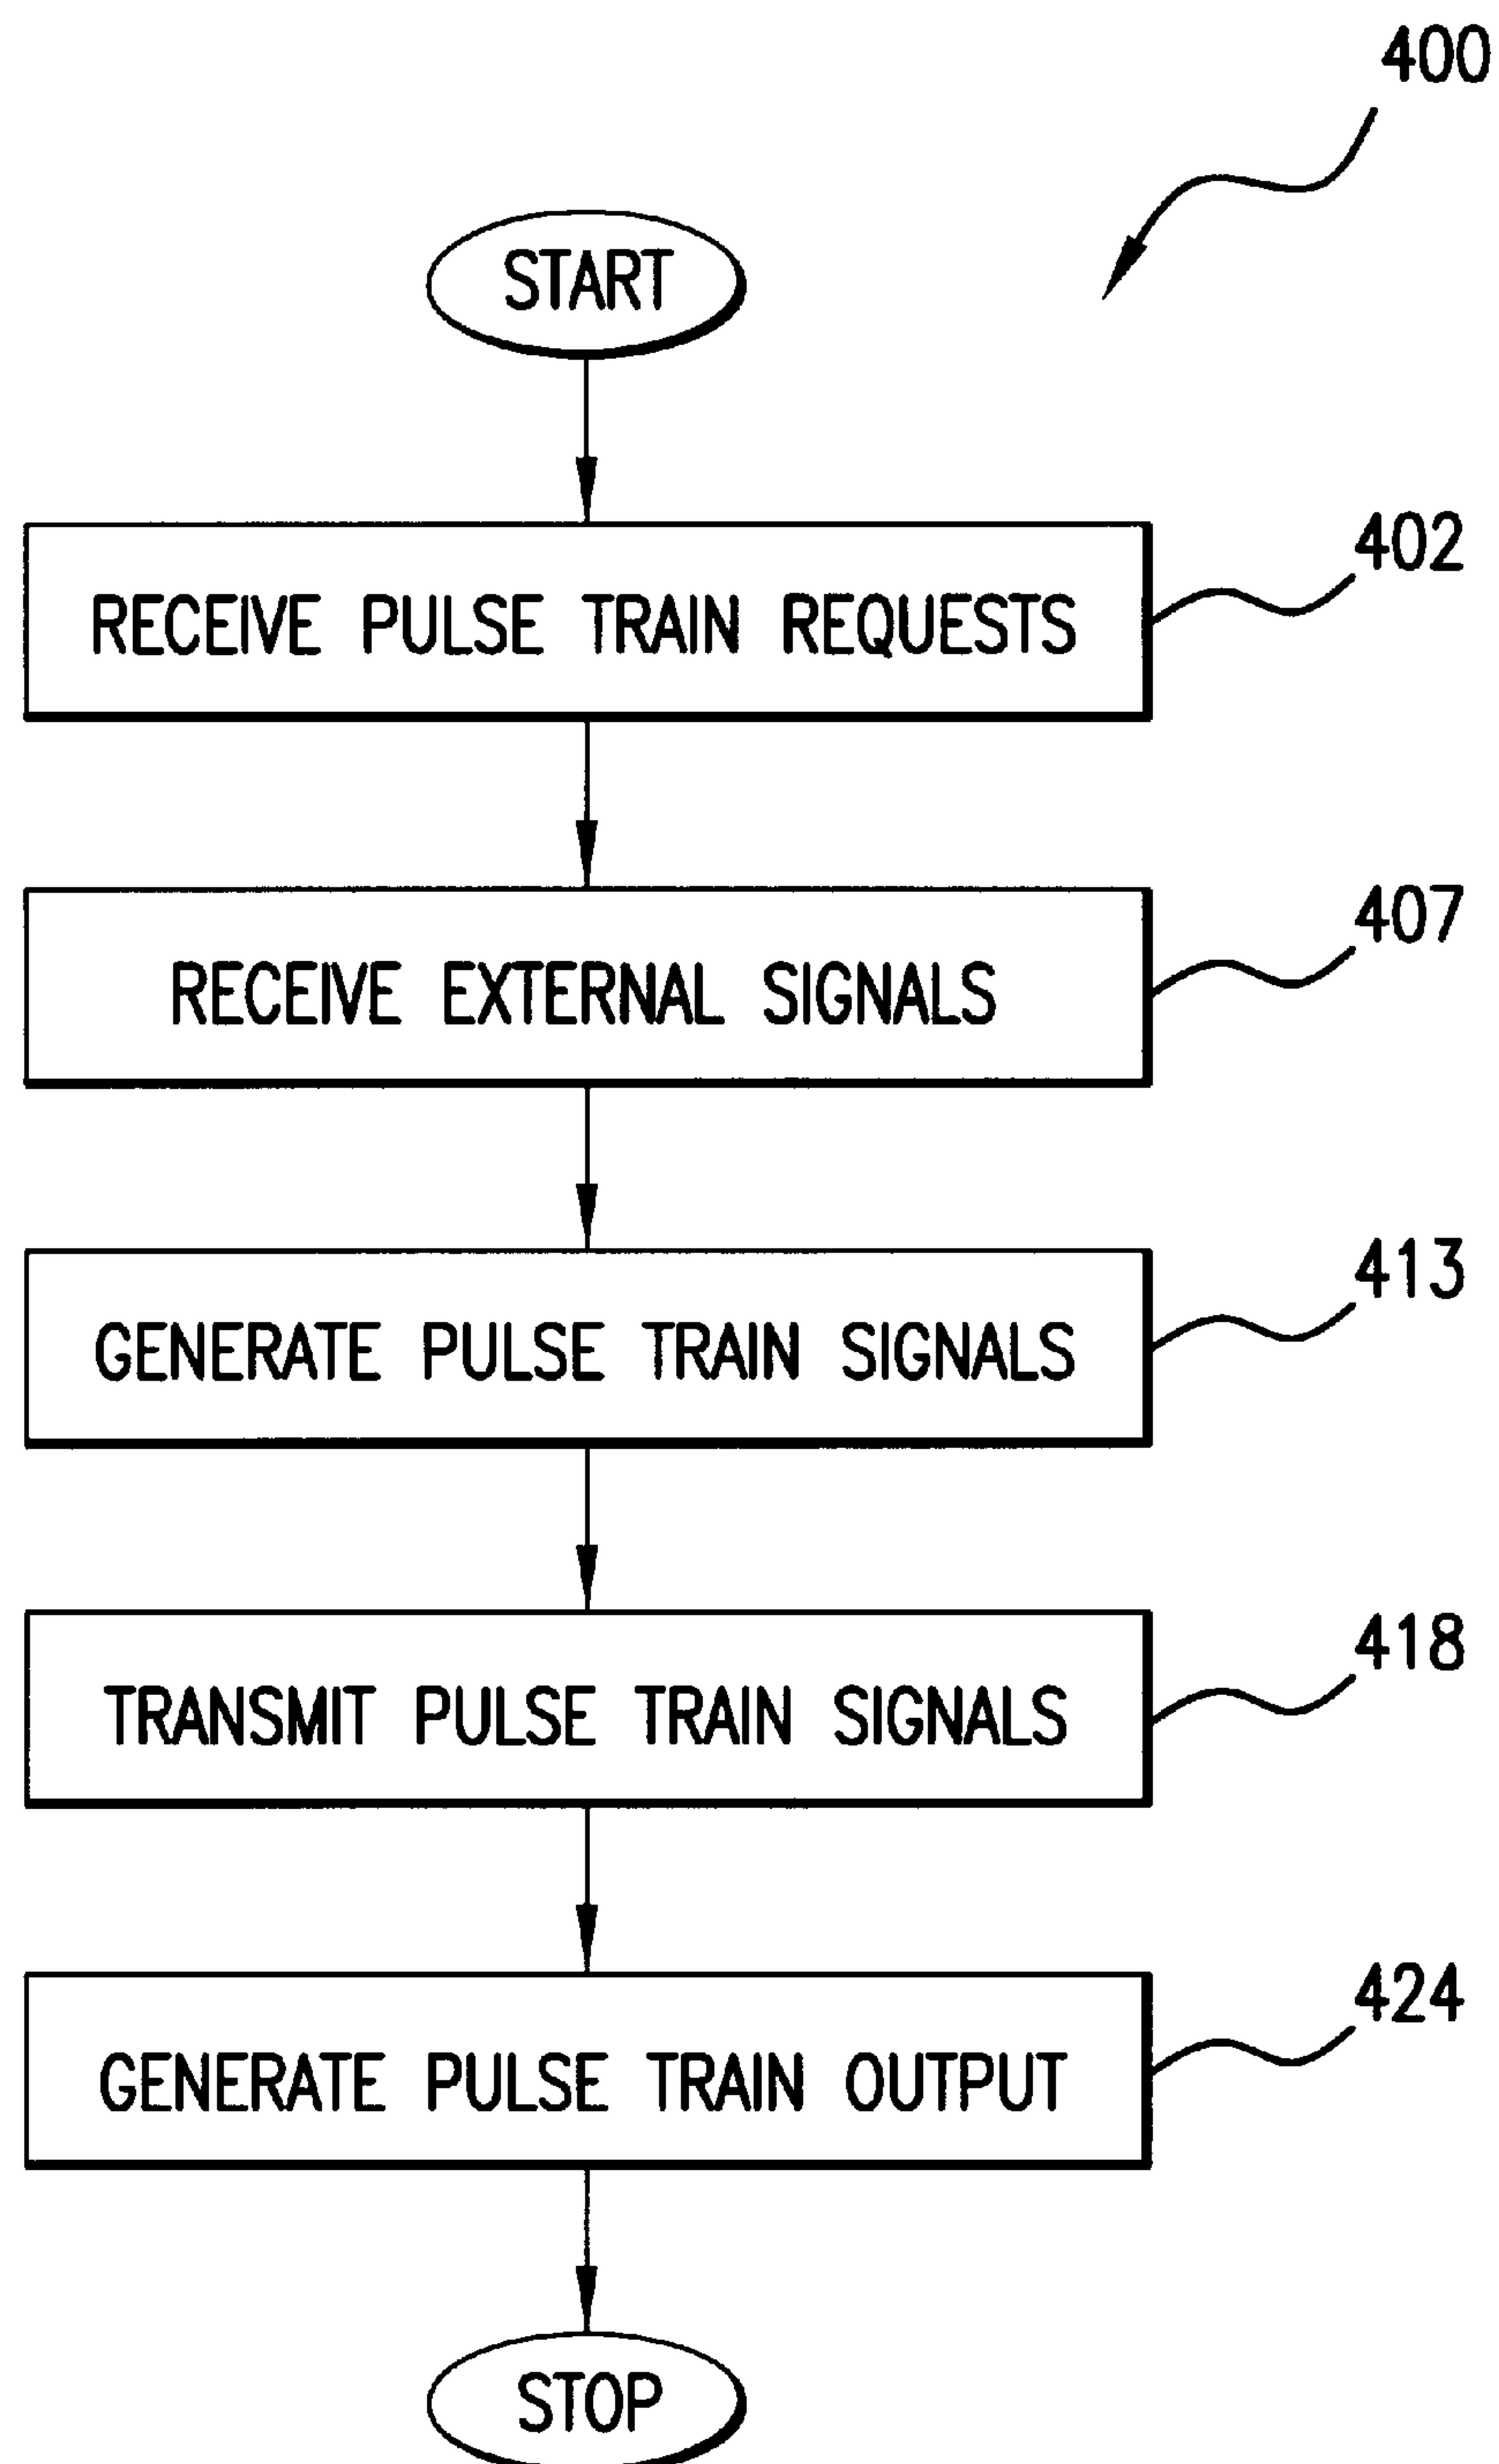 400
START
RECEIVE PULSE TRAIN REQUESTS
402
RECEIVE EXTERNAL SIGNALS
407
GENERATE PULSE TRAIN SIGNALS
413
TRANSMIT PULSE TRAIN SIGNALS
418
GENERATE PULSE TRAIN OUTPUT
424
STOP